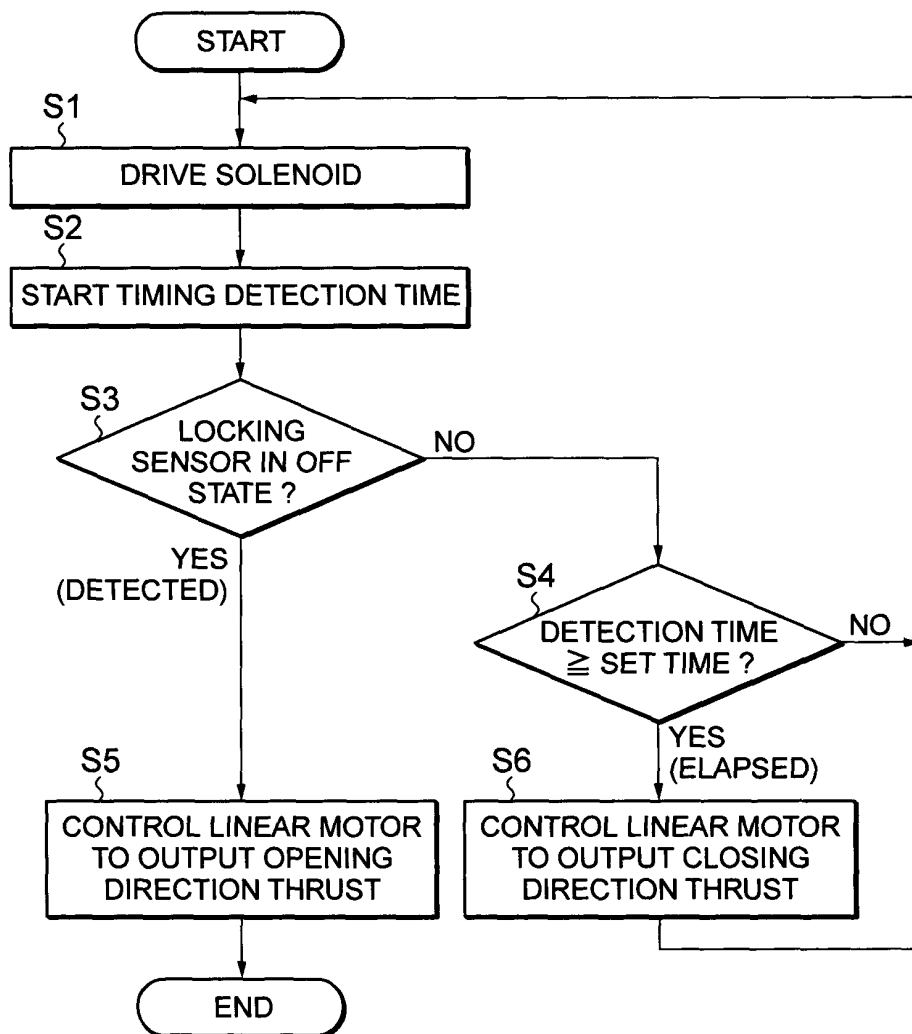 START
S1
DRIVE SOLENOID
S2
START TIMING DETECTION TIME
S3
LOCKING
SENSOR IN OFF
STATE ?
NO
YES
(DETECTED)
S4
DETECTION TIME
≧ SET TIME ?
NO
YES
(ELAPSED)
S5
CONTROL LINEAR MOTOR
TO OUTPUT OPENING
DIRECTION THRUST
S6
CONTROL LINEAR MOTOR
TO OUTPUT CLOSING
DIRECTION THRUST
END